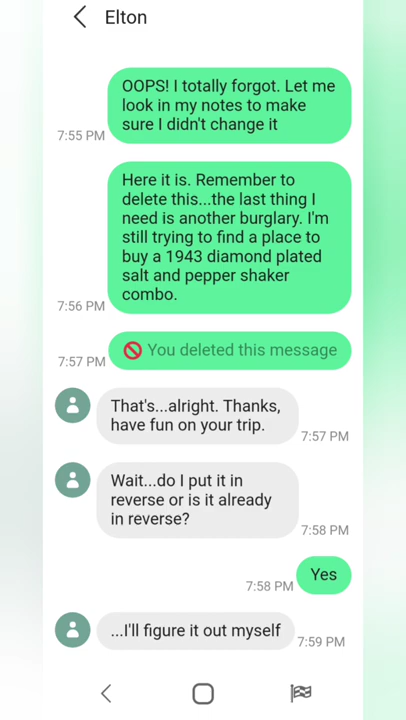 Elton
OOPS! I totally forgot. Let me
look in my notes to make
sure I didn't change it
7:55 PM
Here it is. Remember to
delete this...the last thing I
need is another burglary. I'm
still trying to find a place to
buy a 1943 diamond plated
salt and pepper shaker
combo.
7:56 PM
🚫 You deleted this message
7:57 PM
That's...alright. Thanks,
have fun on your trip.
7:57 PM
Wait...do I put it in
reverse or is it already
in reverse?
7:58 PM
Yes
7:58 PM
...I'll figure it out myself
7:59 PM